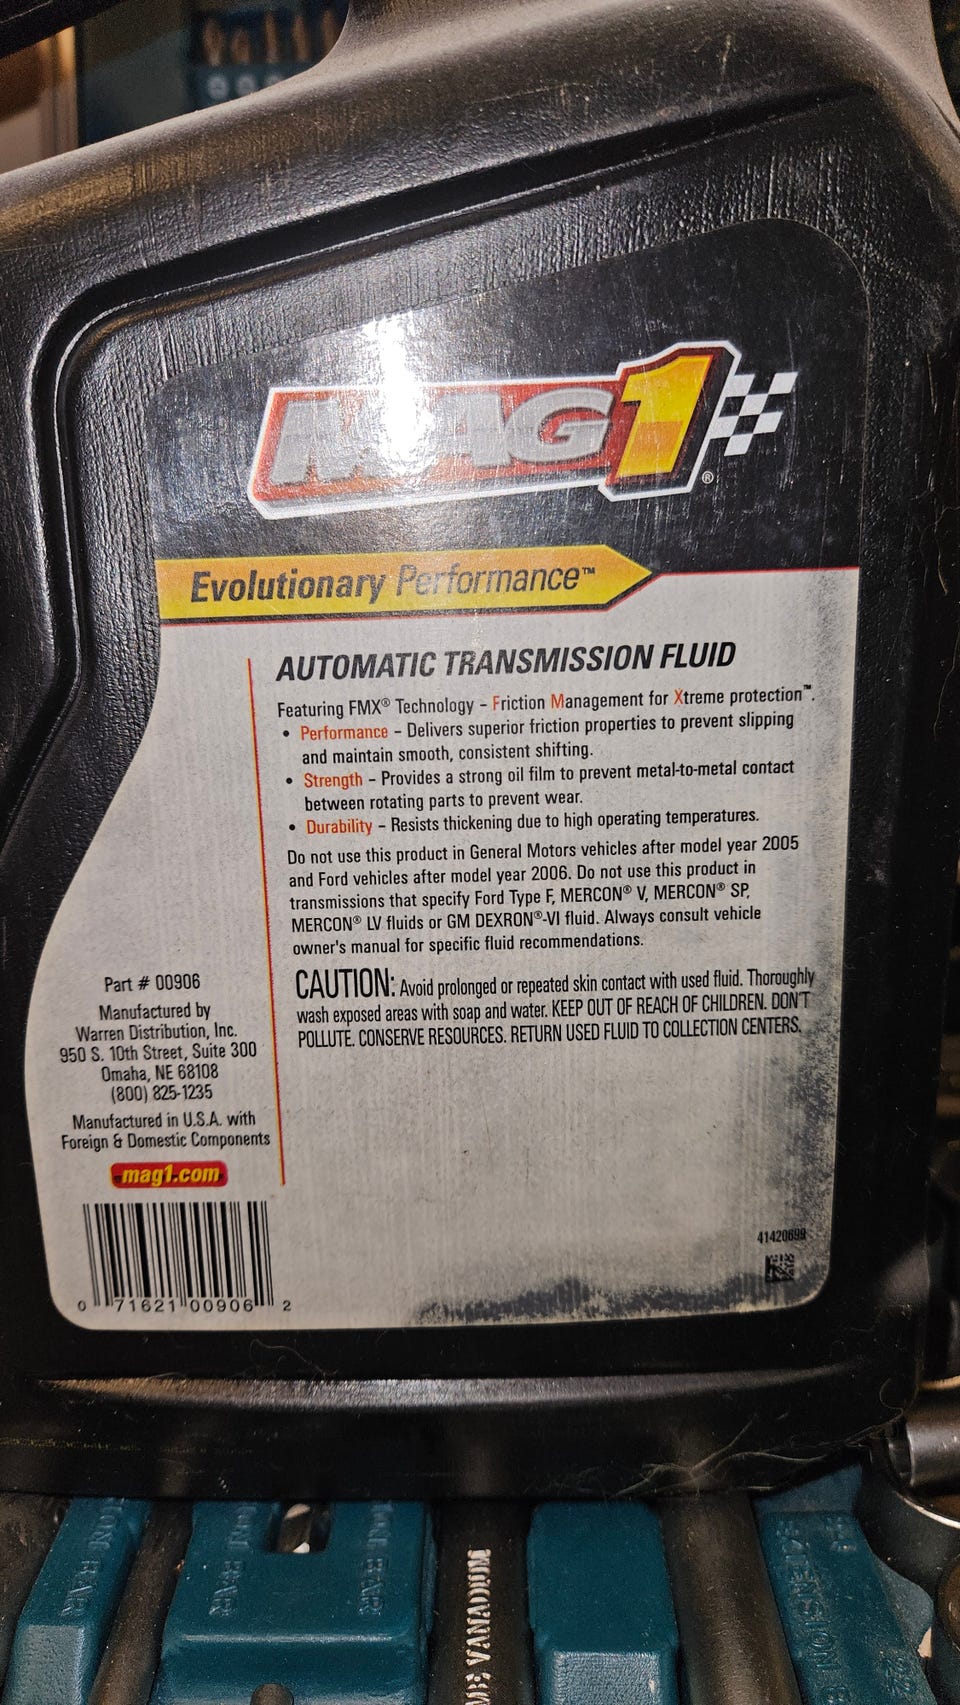 MAG1®
Evolutionary Performance™
AUTOMATIC TRANSMISSION FLUID
Featuring FMX® Technology – Friction Management for Xtreme protection™.
• Performance – Delivers superior friction properties to prevent slipping
and maintain smooth, consistent shifting.
• Strength – Provides a strong oil film to prevent metal-to-metal contact
between rotating parts to prevent wear.
• Durability – Resists thickening due to high operating temperatures.
Do not use this product in General Motors vehicles after model year 2005
and Ford vehicles after model year 2006. Do not use this product in
transmissions that specify Ford Type F, MERCON® V, MERCON® SP,
MERCON® LV fluids or GM DEXRON®-VI fluid. Always consult vehicle
owner's manual for specific fluid recommendations.
CAUTION: Avoid prolonged or repeated skin contact with used fluid. Thoroughly
wash exposed areas with soap and water. KEEP OUT OF REACH OF CHILDREN. DON'T
POLLUTE. CONSERVE RESOURCES. RETURN USED FLUID TO COLLECTION CENTERS.
Part # 00906
Manufactured by
Warren Distribution, Inc.
950 S. 10th Street, Suite 300
Omaha, NE 68108
(800) 825-1235
Manufactured in U.S.A. with
Foreign & Domestic Components
mag1.com
0 71621 00906 2
41420699
ION BAR
BAR
VANADIUM